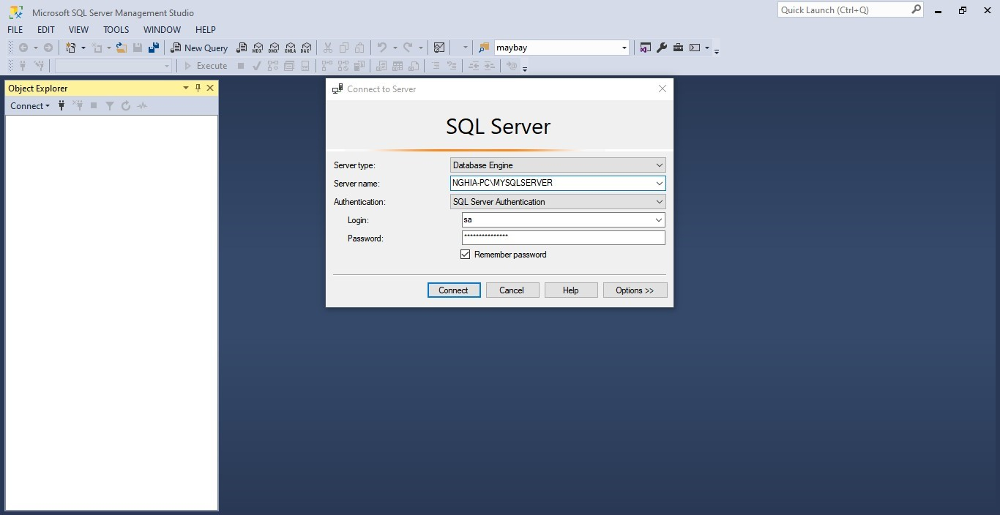 Microsoft SQL Server Management Studio
Quick Launch (Ctrl+Q)
FILE EDIT VIEW TOOLS WINDOW HELP
New Query MDX DMX XMLA DAX maybay
Execute
Object Explorer
Connect
Connect to Server
SQL Server
Server type: Database Engine
Server name: NGHIA-PC\MYSQLSERVER
Authentication: SQL Server Authentication
Login: sa
Password: ***************
Remember password
Connect Cancel Help Options >>